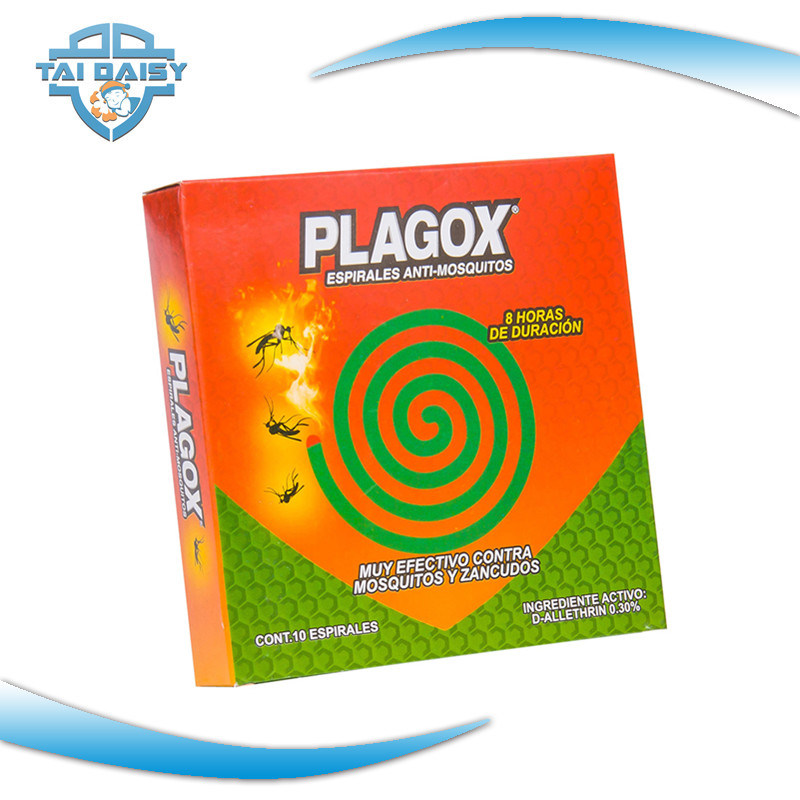 TAI DAISY
PLAGOX®
ESPIRALES ANTI-MOSQUITOS
8 HORAS
DE DURACIÓN
MUY EFECTIVO CONTRA
MOSQUITOS Y ZANCUDOS
CONT.10 ESPIRALES
INGREDIENTE ACTIVO:
D-ALLETHRIN 0.30%
PLAGOX
ESPIRALES ANTI-MOSQUITOS